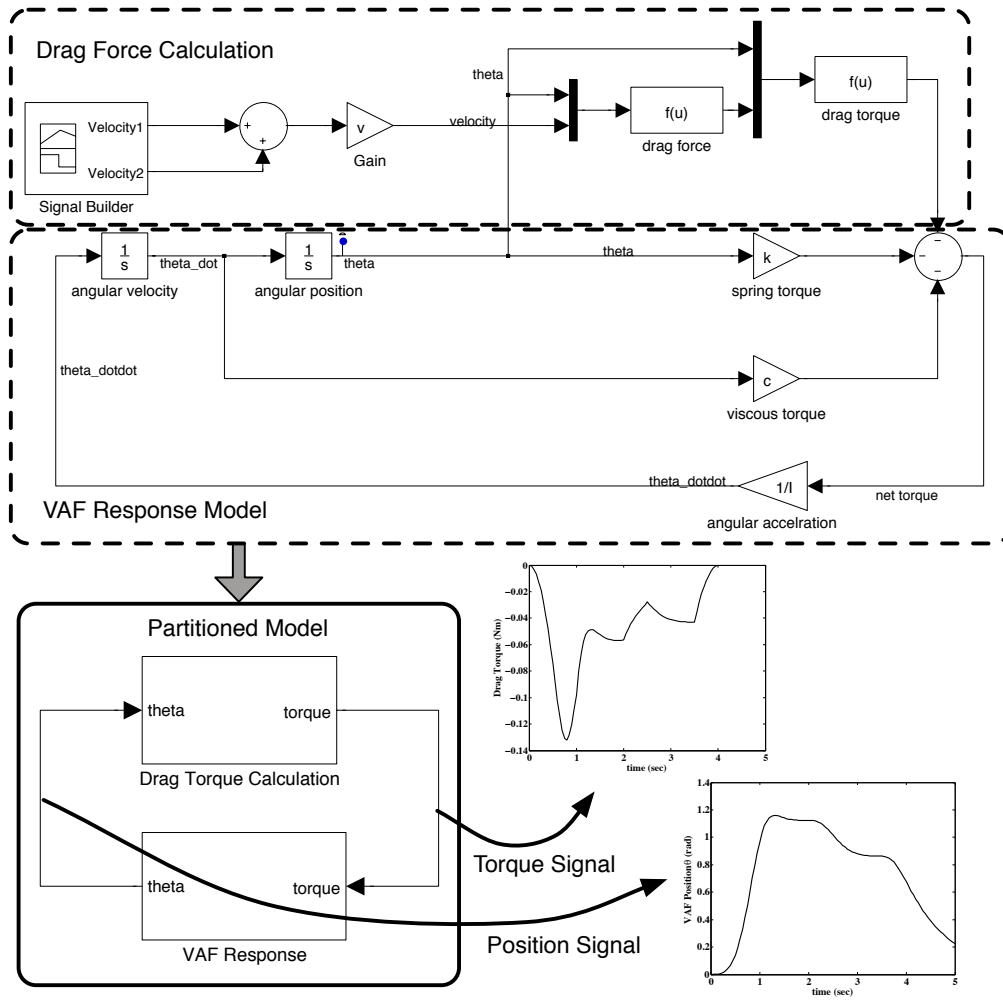 Drag Force Calculation
theta
f(u)
drag torque
Velocity1
Velocity2
Signal Builder
+
+
v
Gain
velocity
f(u)
drag force
1
s
angular velocity
theta_dot
1
s
angular position
theta
theta
k
spring torque
−
−
−
theta_dotdot
c
viscous torque
theta_dotdot
1/I
angular accelration
net torque
VAF Response Model
Partitioned Model
theta
torque
Drag Torque Calculation
theta
torque
VAF Response
Torque Signal
Position Signal
Drag Torque (Nm)
0
−0.02
−0.04
−0.06
−0.08
−0.1
−0.12
−0.14
0 1 2 3 4 5
time (sec)
VAF Positionθ (rad)
1.4
1.2
1
0.8
0.6
0.4
0.2
0
0 1 2 3 4 5
time (sec)